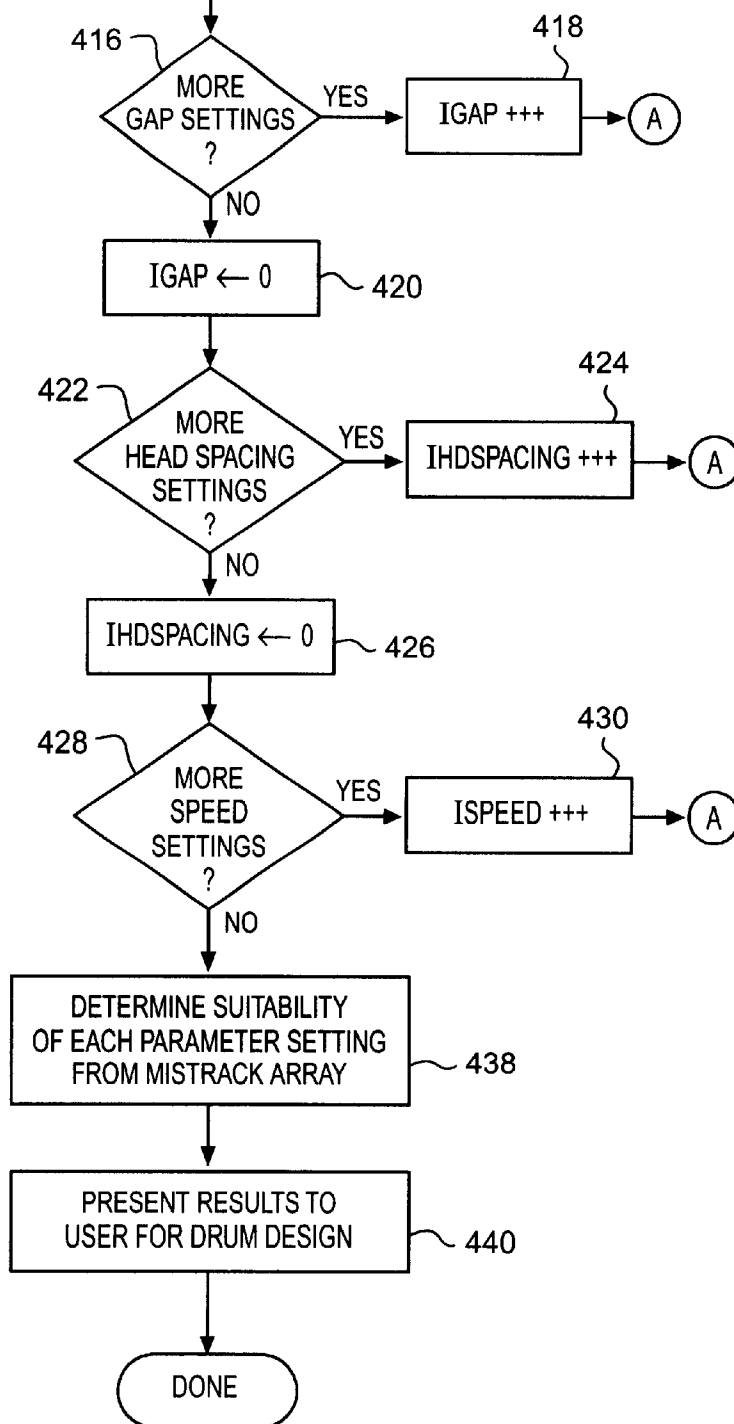 416
MORE
GAP SETTINGS
?
YES
418
IGAP +++
A
NO
IGAP ← 0
420
422
MORE
HEAD SPACING
SETTINGS
?
YES
424
IHDSPACING +++
A
NO
IHDSPACING ← 0
426
428
MORE
SPEED
SETTINGS
?
YES
430
ISPEED +++
A
NO
DETERMINE SUITABILITY
OF EACH PARAMETER SETTING
FROM MISTRACK ARRAY
438
PRESENT RESULTS TO
USER FOR DRUM DESIGN
440
DONE